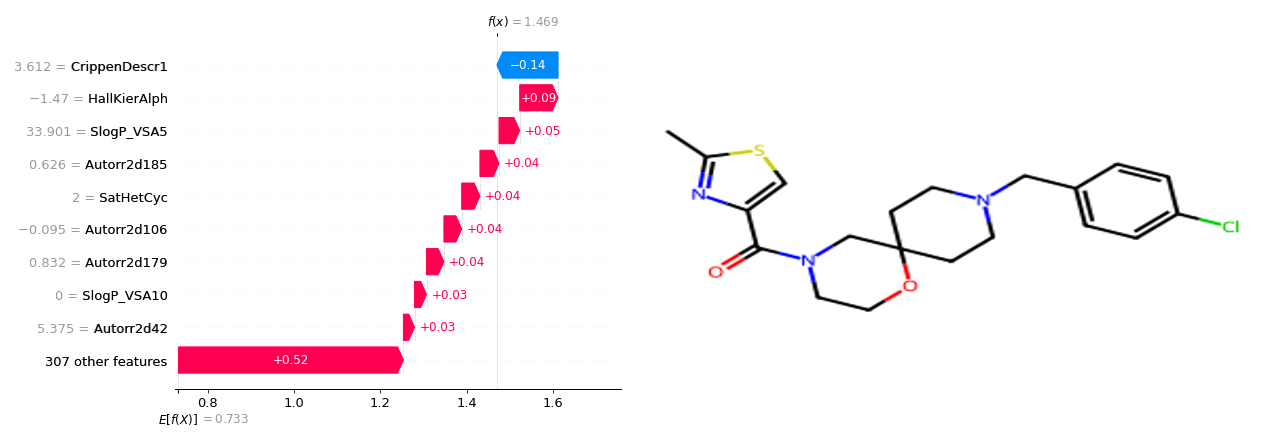 f(x) = 1.469
3.612 = CrippenDescr1
−0.14
−1.47 = HallKierAlph
+0.09
33.901 = SlogP_VSA5
+0.05
0.626 = Autorr2d185
+0.04
2 = SatHetCyc
+0.04
−0.095 = Autorr2d106
+0.04
0.832 = Autorr2d179
+0.04
0 = SlogP_VSA10
+0.03
5.375 = Autorr2d42
+0.03
307 other features
+0.52
0.8 1.0 1.2 1.4 1.6
E[f(X)] = 0.733
S
N
N
Cl
N
O
O